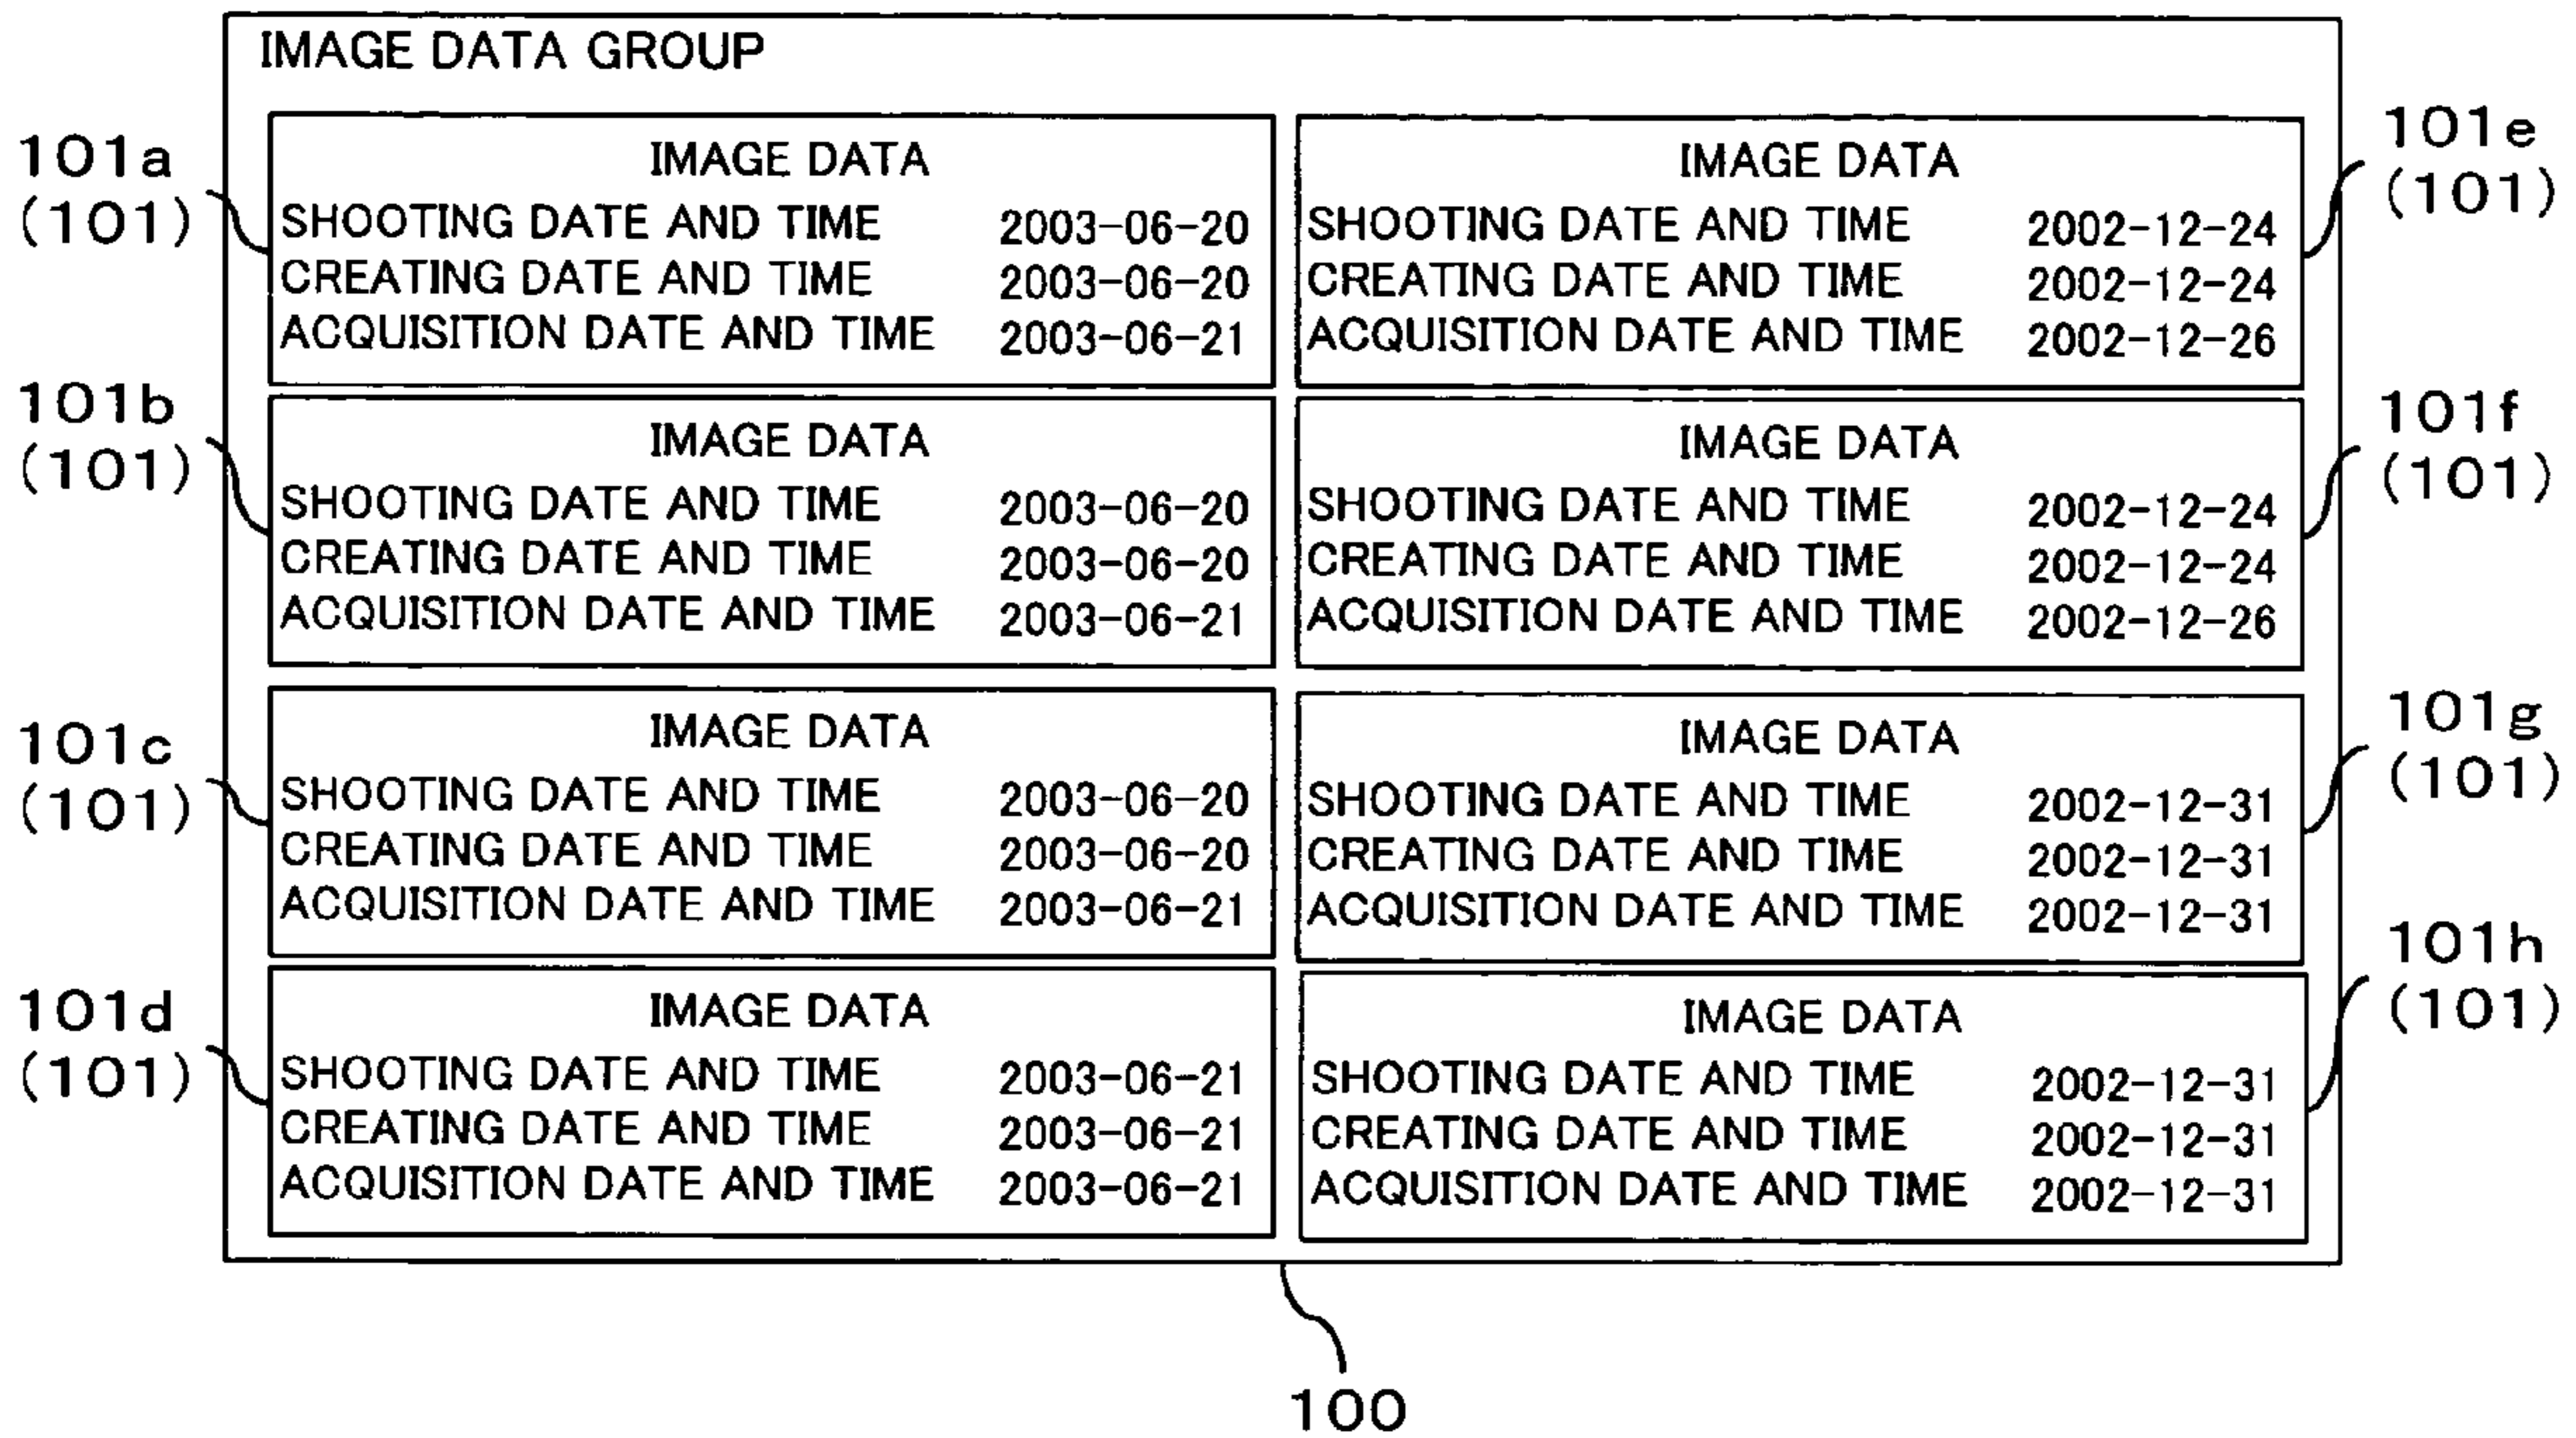 IMAGE DATA GROUP
101a
(101)
IMAGE DATA
SHOOTING DATE AND TIME 2003-06-20
CREATING DATE AND TIME 2003-06-20
ACQUISITION DATE AND TIME 2003-06-21
101b
(101)
IMAGE DATA
SHOOTING DATE AND TIME 2003-06-20
CREATING DATE AND TIME 2003-06-20
ACQUISITION DATE AND TIME 2003-06-21
101c
(101)
IMAGE DATA
SHOOTING DATE AND TIME 2003-06-20
CREATING DATE AND TIME 2003-06-20
ACQUISITION DATE AND TIME 2003-06-21
101d
(101)
IMAGE DATA
SHOOTING DATE AND TIME 2003-06-21
CREATING DATE AND TIME 2003-06-21
ACQUISITION DATE AND TIME 2003-06-21
101e
(101)
IMAGE DATA
SHOOTING DATE AND TIME 2002-12-24
CREATING DATE AND TIME 2002-12-24
ACQUISITION DATE AND TIME 2002-12-26
101f
(101)
IMAGE DATA
SHOOTING DATE AND TIME 2002-12-24
CREATING DATE AND TIME 2002-12-24
ACQUISITION DATE AND TIME 2002-12-26
101g
(101)
IMAGE DATA
SHOOTING DATE AND TIME 2002-12-31
CREATING DATE AND TIME 2002-12-31
ACQUISITION DATE AND TIME 2002-12-31
101h
(101)
IMAGE DATA
SHOOTING DATE AND TIME 2002-12-31
CREATING DATE AND TIME 2002-12-31
ACQUISITION DATE AND TIME 2002-12-31
100